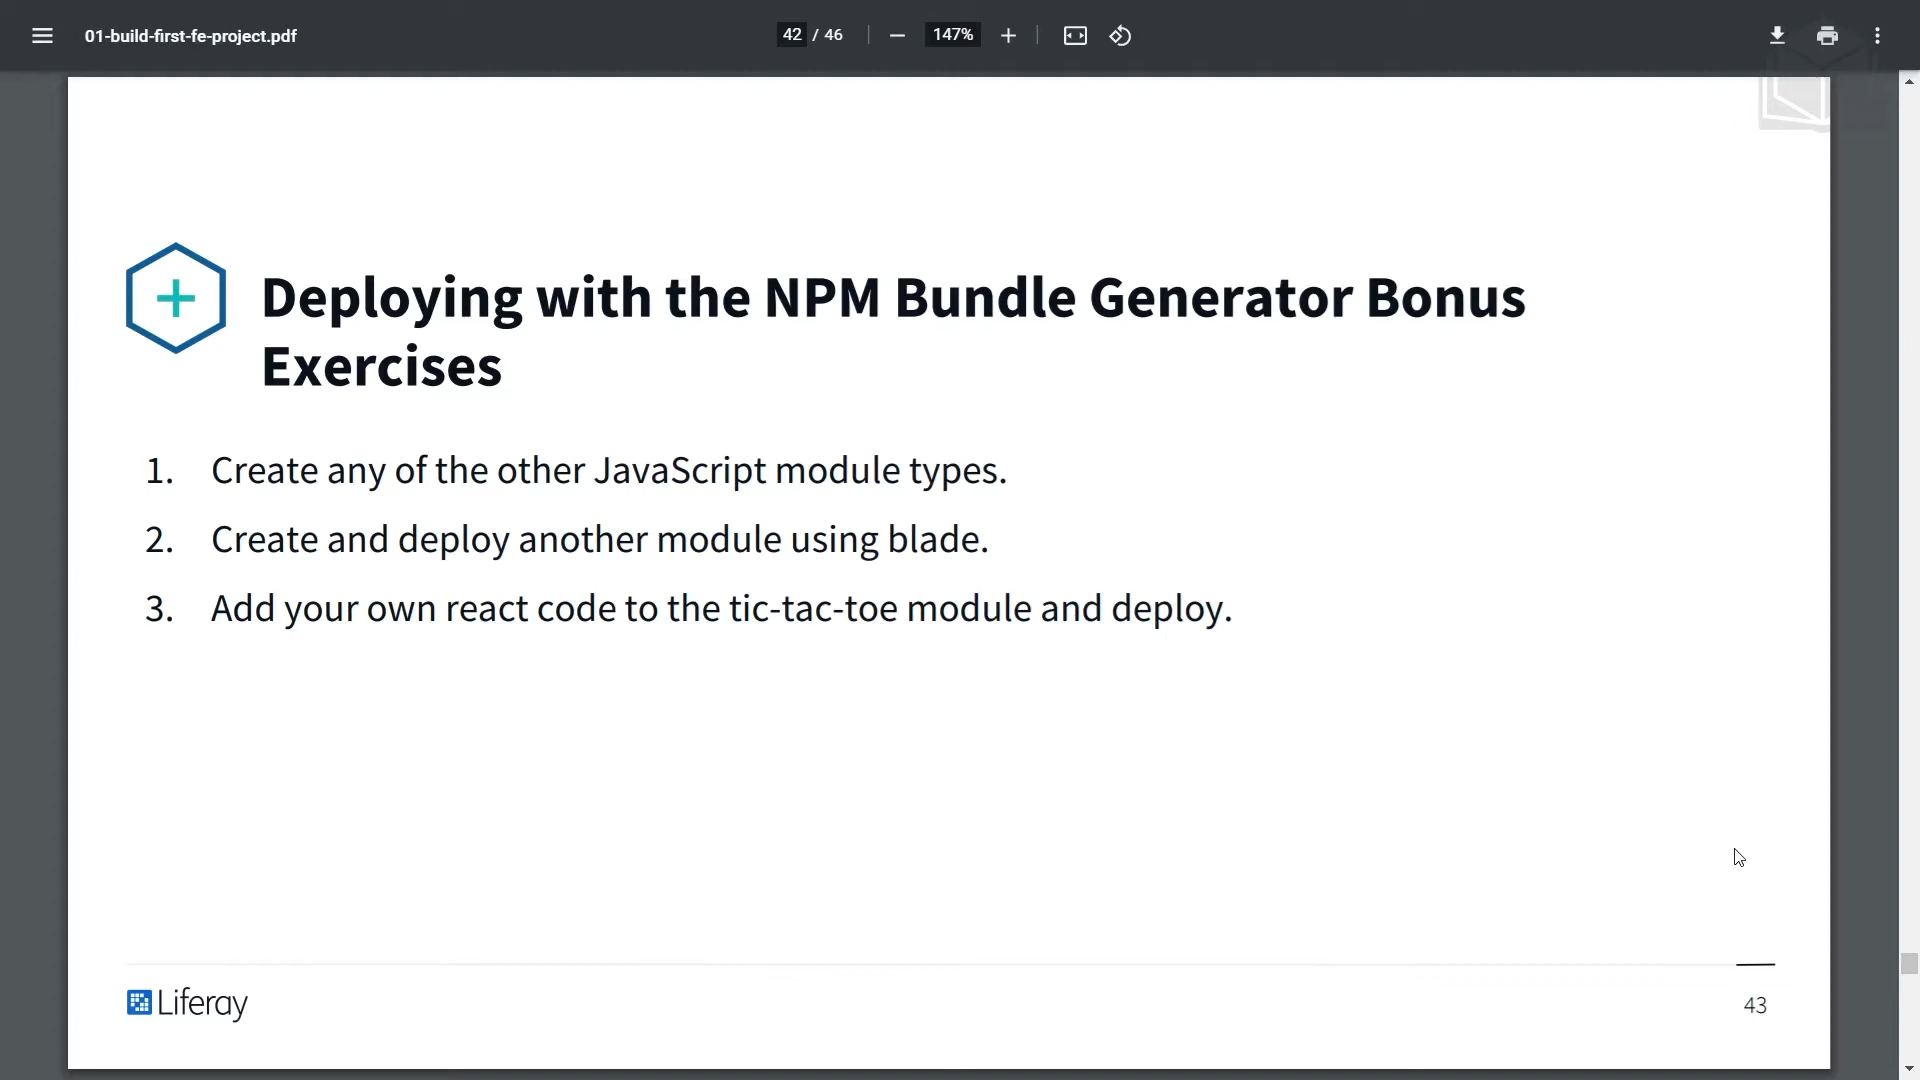 01-build-first-fe-project.pdf
42 / 46
147%
Deploying with the NPM Bundle Generator Bonus
Exercises
1. Create any of the other JavaScript module types.
2. Create and deploy another module using blade.
3. Add your own react code to the tic-tac-toe module and deploy.
Liferay
43